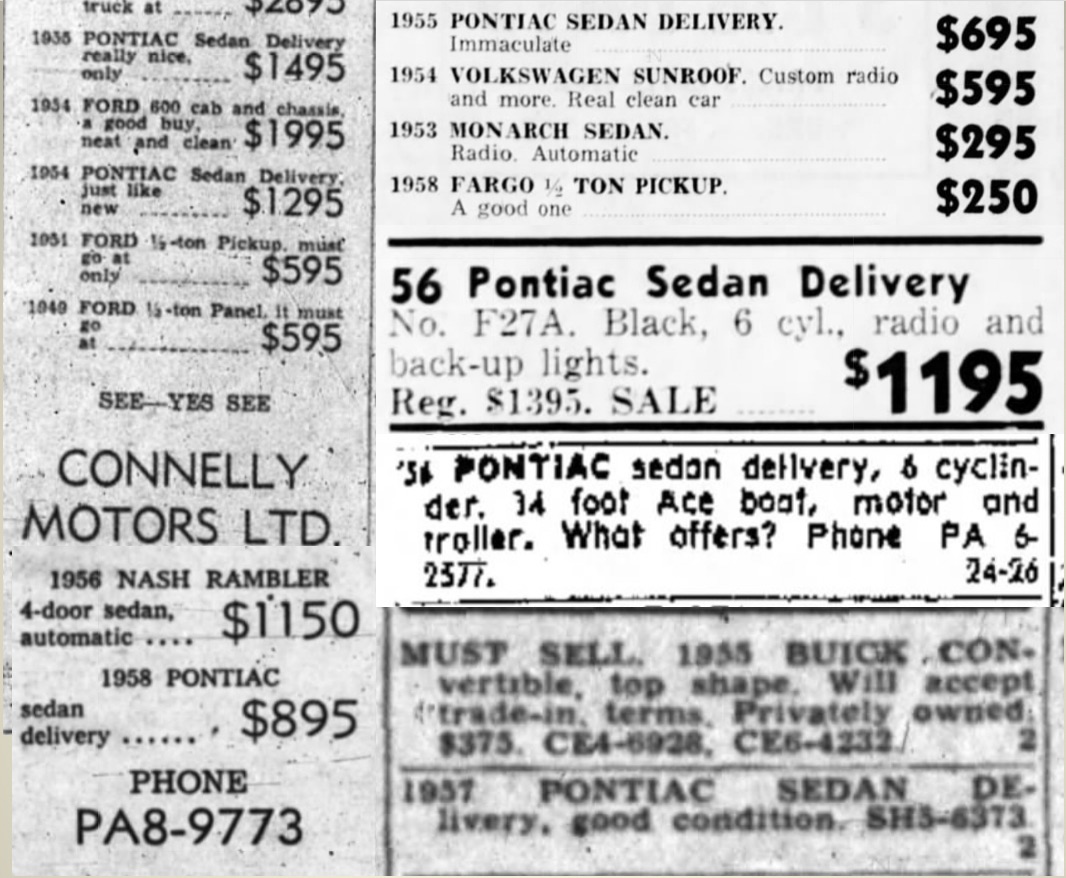 truck at ......
1955 PONTIAC Sedan Delivery
really nice,
only .......... $1495
1954 FORD 600 cab and chassis,
a good buy,
neat and clean $1995
1954 PONTIAC Sedan Delivery,
just like
new .......... $1295
1951 FORD ½-ton Pickup, must
go at
only .............. $595
1949 FORD ½-ton Panel, it must
go
at .................. $595
SEE—YES SEE
CONNELLY
MOTORS LTD.
1956 NASH RAMBLER
4-door sedan,
automatic .... $1150
1958 PONTIAC
sedan
delivery ...... $895
PHONE
PA8-9773
1955 PONTIAC SEDAN DELIVERY.
Immaculate .......... $695
1954 VOLKSWAGEN SUNROOF. Custom radio
and more. Real clean car .......... $595
1953 MONARCH SEDAN.
Radio. Automatic .......... $295
1958 FARGO ½ TON PICKUP.
A good one .......... $250
56 Pontiac Sedan Delivery
No. F27A. Black, 6 cyl., radio and
back-up lights.
Reg. $1395. SALE ........ $1195
PONTIAC sedan delivery, 6 cylin-
der. 14 foot Ace boat, motor and
trailer. What offers? Phone PA 6-
2577. 24-26
MUST SELL. 1955 BUICK CON-
vertible, top shape. Will accept
trade-in, terms. Privately owned.
$375. CE4-6928, CE6-4232. 2
1957 PONTIAC SEDAN DE-
livery, good condition. SH5-6373.
2